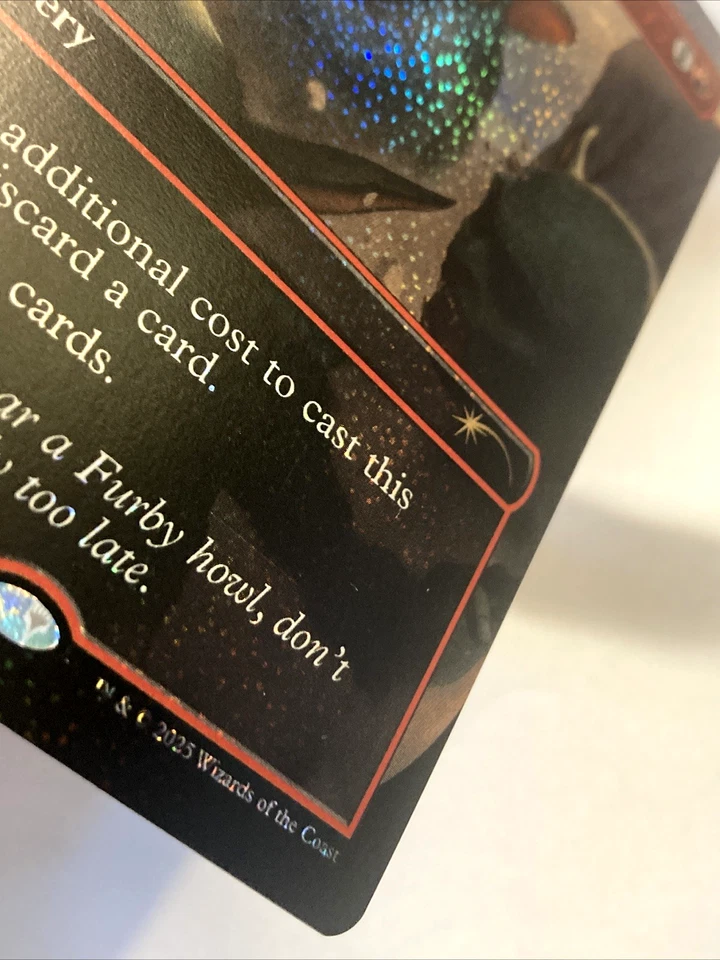 ery
additional cost to cast this
iscard a card.
cards.
ar a Furby howl, don't
too late.
™ & © 2025 Wizards of the Coast